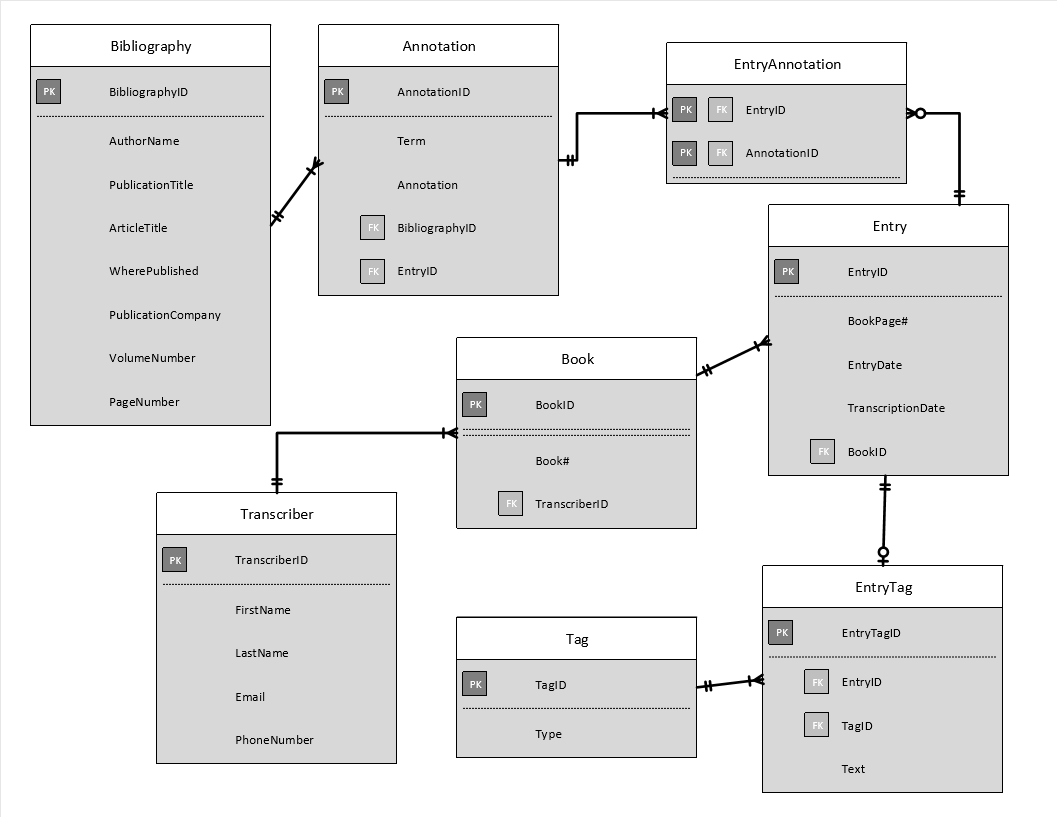 Bibliography
PK BibliographyID
AuthorName
PublicationTitle
ArticleTitle
WherePublished
PublicationCompany
VolumeNumber
PageNumber
Annotation
PK AnnotationID
Term
Annotation
FK BibliographyID
FK EntryID
EntryAnnotation
PK FK EntryID
PK FK AnnotationID
Entry
PK EntryID
BookPage#
EntryDate
TranscriptionDate
FK BookID
Book
PK BookID
Book#
FK TranscriberID
Transcriber
PK TranscriberID
FirstName
LastName
Email
PhoneNumber
Tag
PK TagID
Type
EntryTag
PK EntryTagID
FK EntryID
FK TagID
Text